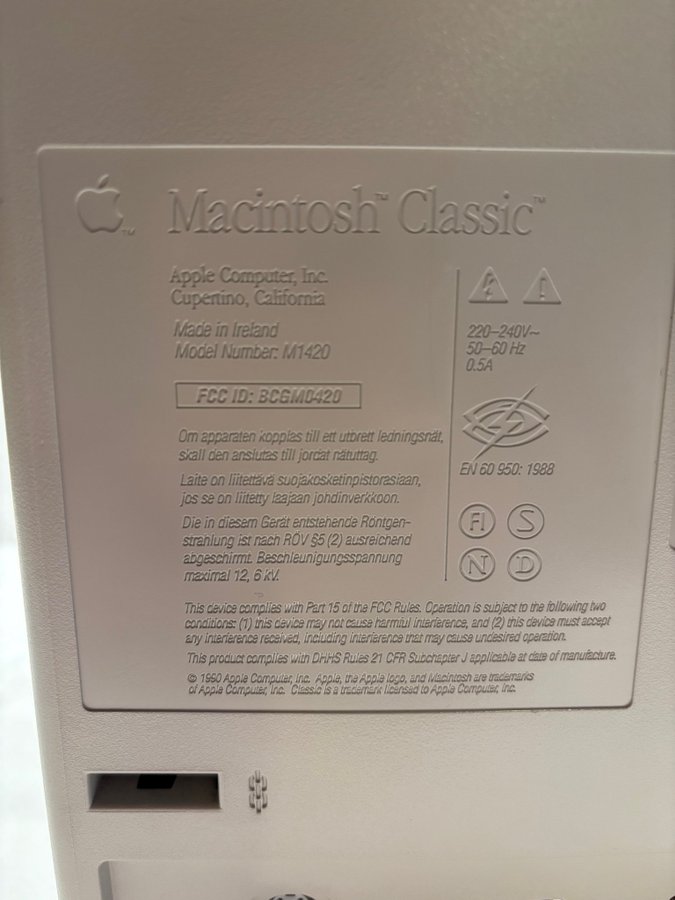 Macintosh™ Classic™
™
Apple Computer, Inc.
Cupertino, California
Made in Ireland
Model Number: M1420
FCC ID: BCGM0420
Om apparaten kopplas till ett utbrett ledningsnät,
skall den anslutas till jordat nätuttag.
Laite on liitettävä suojakosketinpistorasiaan,
jos se on liitetty laajaan johdinverkkoon.
Die in diesem Gerät entstehende Röntgen-
strahlung ist nach RÖV §5 (2) ausreichend
abgeschirmt. Beschleunigungsspannung
maximal 12, 6 kV.
220–240V~
50–60 Hz
0.5A
EN 60 950: 1988
FI S
N D
This device complies with Part 15 of the FCC Rules. Operation is subject to the following two
conditions: (1) this device may not cause harmful interference, and (2) this device must accept
any interference received, including interference that may cause undesired operation.
This product complies with DHHS Rules 21 CFR Subchapter J applicable at date of manufacture.
© 1990 Apple Computer, Inc. Apple, the Apple logo, and Macintosh are trademarks
of Apple Computer, Inc. Classic is a trademark licensed to Apple Computer, Inc.